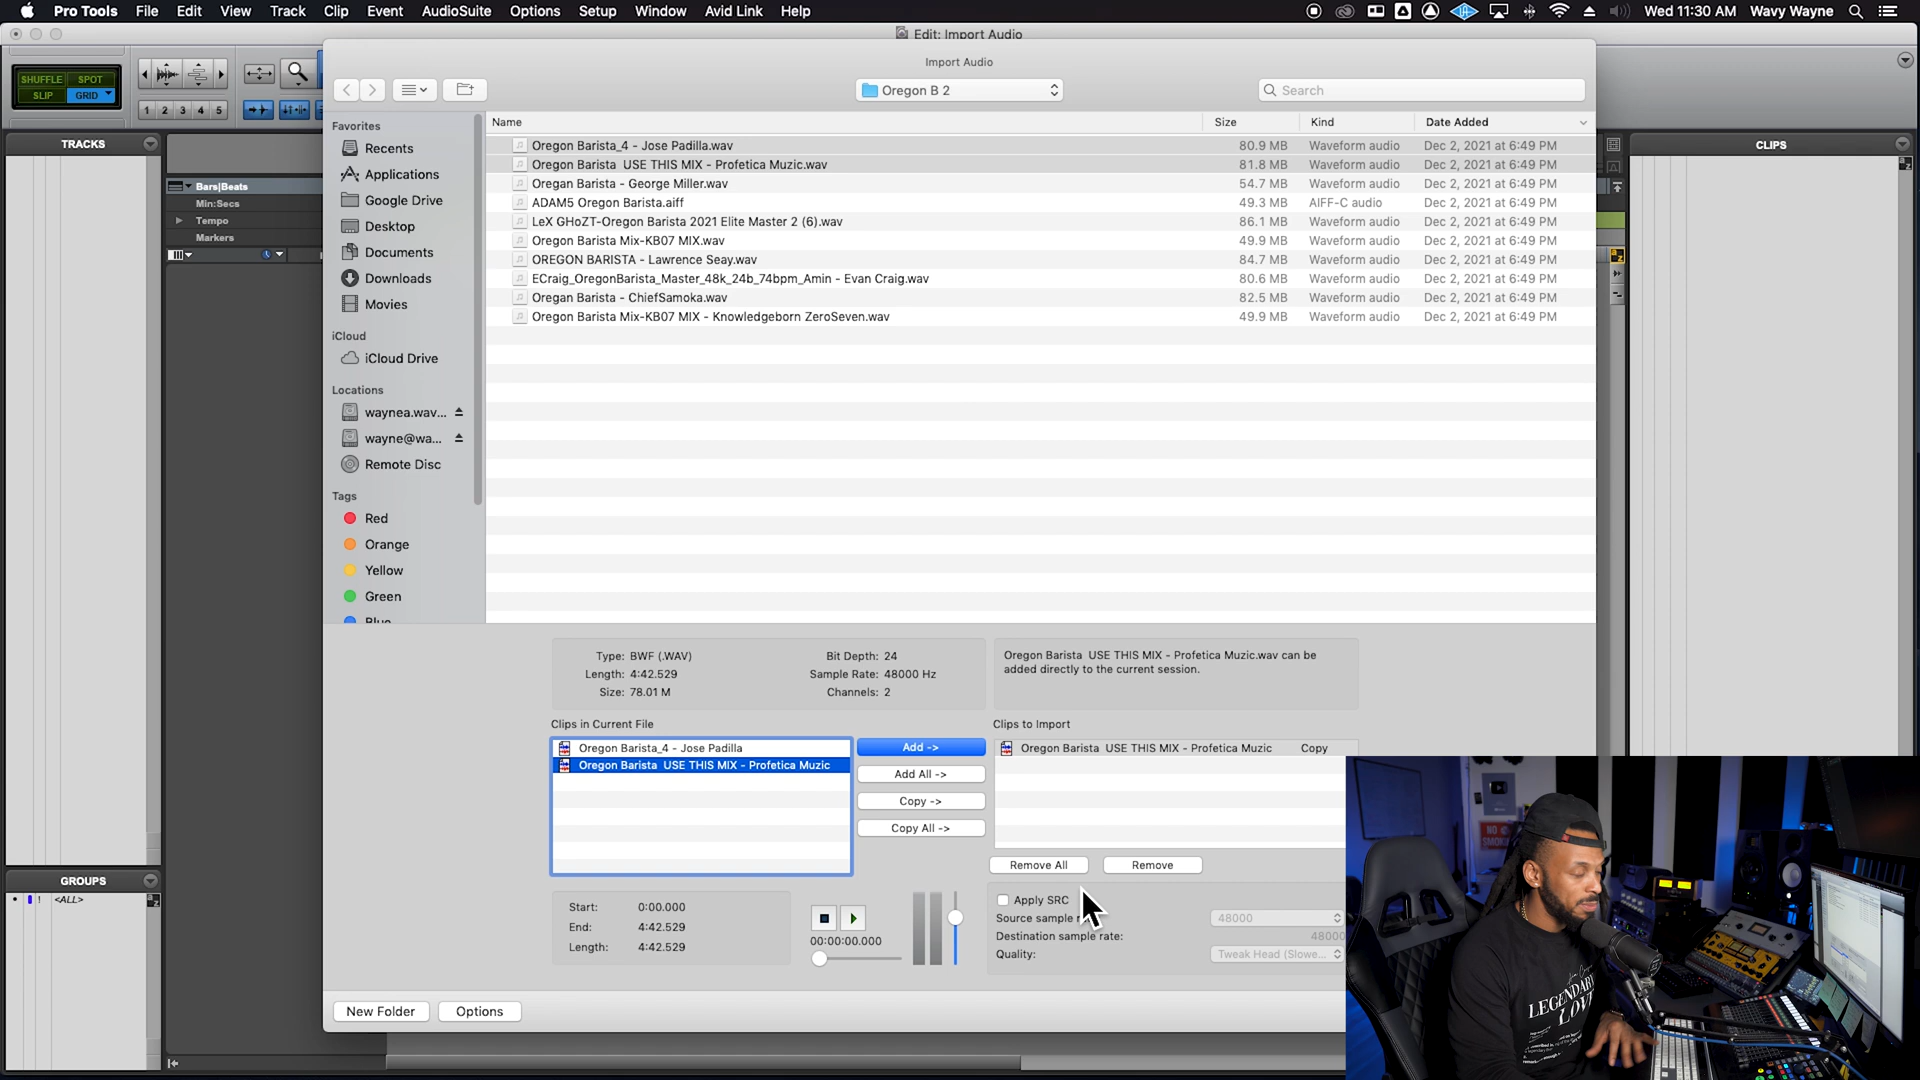 Pro Tools File Edit View Track Clip Event AudioSuite Options Setup Window Avid Link Help Wed 11:30 AM Wavy Wayne
Edit: Import Audio
Import Audio
SHUFFLE SPOT
SLIP GRID
1 2 3 4 5
Oregon B 2
Search
TRACKS
CLIPS
Bars|Beats
Min:Secs
Tempo
Markers
Favorites
Recents
Applications
Google Drive
Desktop
Documents
Downloads
Movies
iCloud
iCloud Drive
Locations
waynea.wav...
wayne@wa...
Remote Disc
Tags
Red
Orange
Yellow
Green
Blue
Name Size Kind Date Added
Oregon Barista_4 - Jose Padilla.wav 80.9 MB Waveform audio Dec 2, 2021 at 6:49 PM
Oregon Barista USE THIS MIX - Profetica Muzic.wav 81.8 MB Waveform audio Dec 2, 2021 at 6:49 PM
Oregan Barista - George Miller.wav 54.7 MB Waveform audio Dec 2, 2021 at 6:49 PM
ADAM5 Oregon Barista.aiff 49.3 MB AIFF-C audio Dec 2, 2021 at 6:49 PM
LeX GHoZT-Oregon Barista 2021 Elite Master 2 (6).wav 86.1 MB Waveform audio Dec 2, 2021 at 6:49 PM
Oregon Barista Mix-KB07 MIX.wav 49.9 MB Waveform audio Dec 2, 2021 at 6:49 PM
OREGON BARISTA - Lawrence Seay.wav 84.7 MB Waveform audio Dec 2, 2021 at 6:49 PM
ECraig_OregonBarista_Master_48k_24b_74bpm_Amin - Evan Craig.wav 80.6 MB Waveform audio Dec 2, 2021 at 6:49 PM
Oregan Barista - ChiefSamoka.wav 82.5 MB Waveform audio Dec 2, 2021 at 6:49 PM
Oregon Barista Mix-KB07 MIX - Knowledgeborn ZeroSeven.wav 49.9 MB Waveform audio Dec 2, 2021 at 6:49 PM
Type: BWF (.WAV) Bit Depth: 24
Length: 4:42.529 Sample Rate: 48000 Hz
Size: 78.01 M Channels: 2
Oregon Barista USE THIS MIX - Profetica Muzic.wav can be
added directly to the current session.
Clips in Current File
Oregon Barista_4 - Jose Padilla
Oregon Barista USE THIS MIX - Profetica Muzic
Add ->
Add All ->
Copy ->
Copy All ->
Clips to Import
Oregon Barista USE THIS MIX - Profetica Muzic Copy
Remove All Remove
GROUPS
<ALL>
Start: 0:00.000
End: 4:42.529
Length: 4:42.529
00:00:00.000
Apply SRC
Source sample 48000
Destination sample rate: 48000
Quality: Tweak Head (Slowe...
New Folder Options
NO
SMOKING
LEGENDARY
LOVE